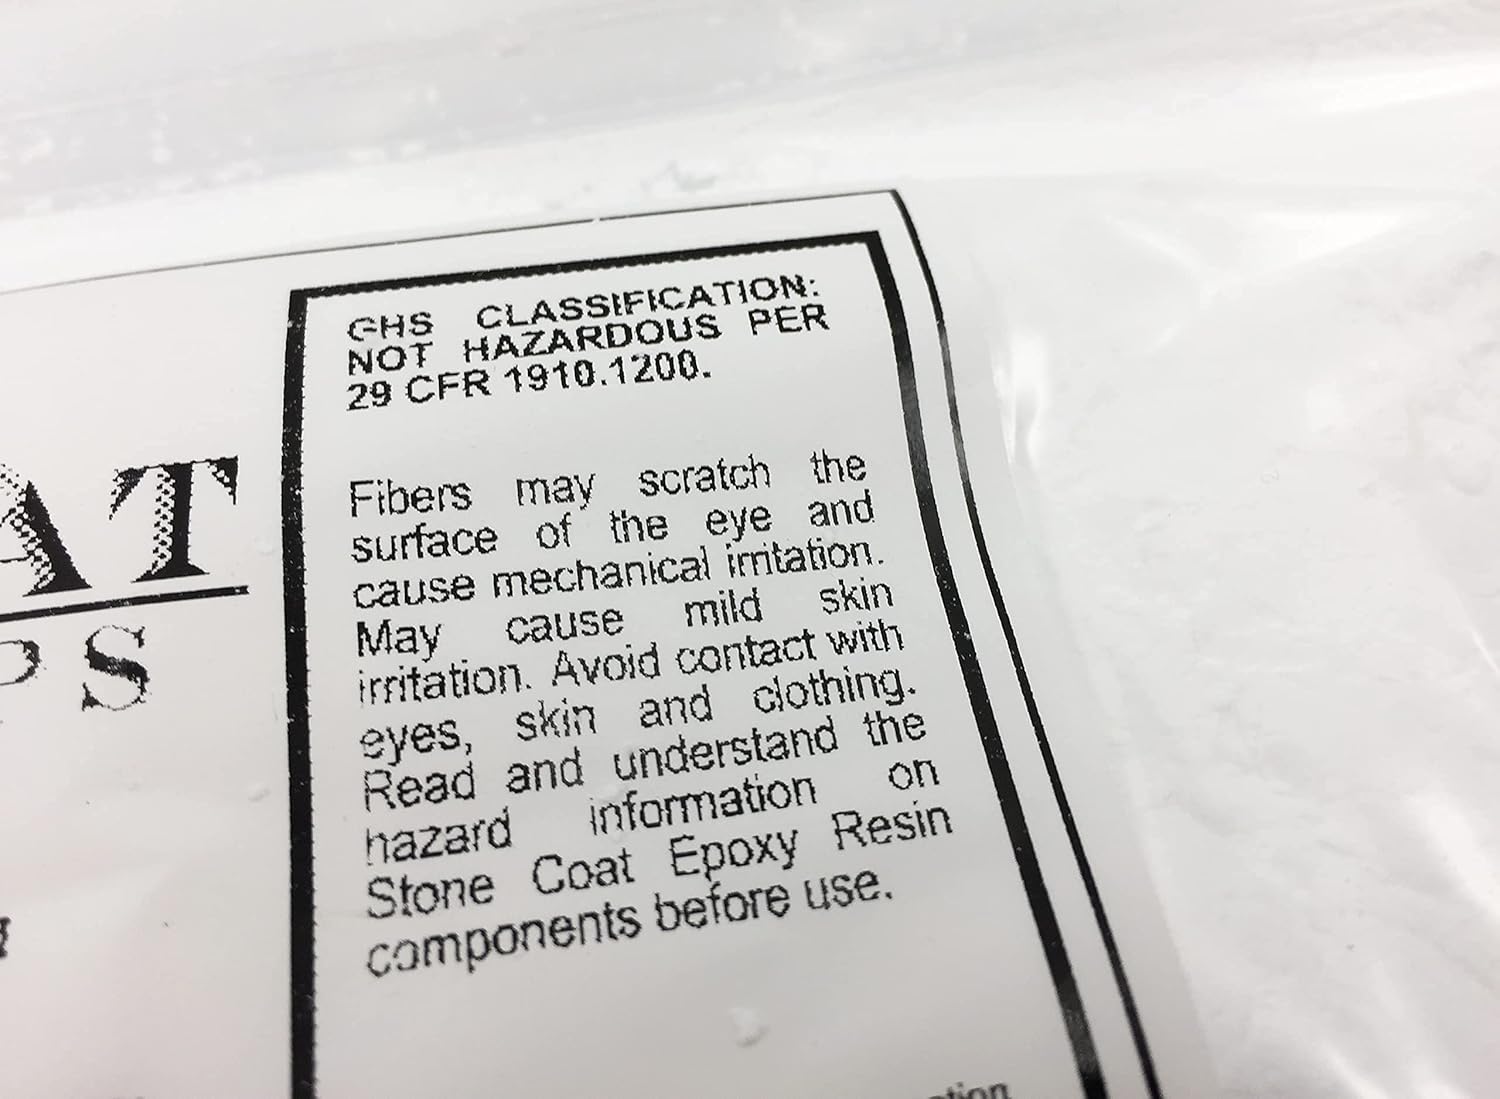 AT
PS
GHS CLASSIFICATION:
NOT HAZARDOUS PER
29 CFR 1910.1200.
Fibers may scratch the
surface of the eye and
cause mechanical irritation.
May cause mild skin
irritation. Avoid contact with
eyes, skin and clothing.
Read and understand the
hazard information on
Stone Coat Epoxy Resin
components before use.